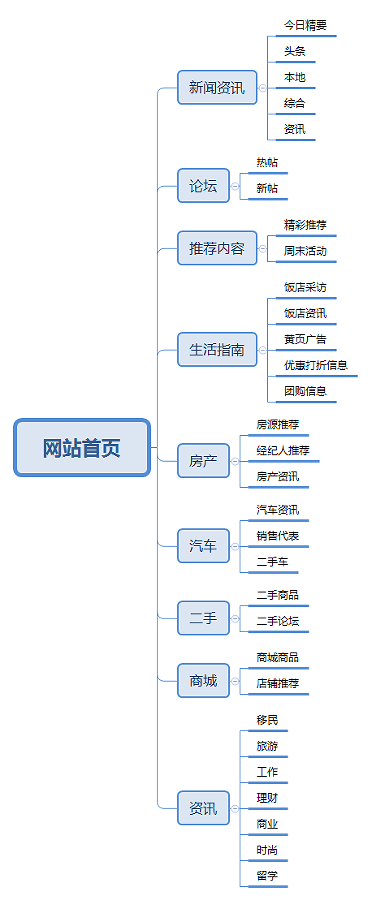 网站首页
新闻资讯
今日精要
头条
本地
综合
资讯
论坛
热帖
新帖
推荐内容
精彩推荐
周末活动
生活指南
饭店采访
饭店资讯
黄页广告
优惠打折信息
团购信息
房产
房源推荐
经纪人推荐
房产资讯
汽车
汽车资讯
销售代表
二手车
二手
二手商品
二手论坛
商城
商城商品
店铺推荐
资讯
移民
旅游
工作
理财
商业
时尚
留学